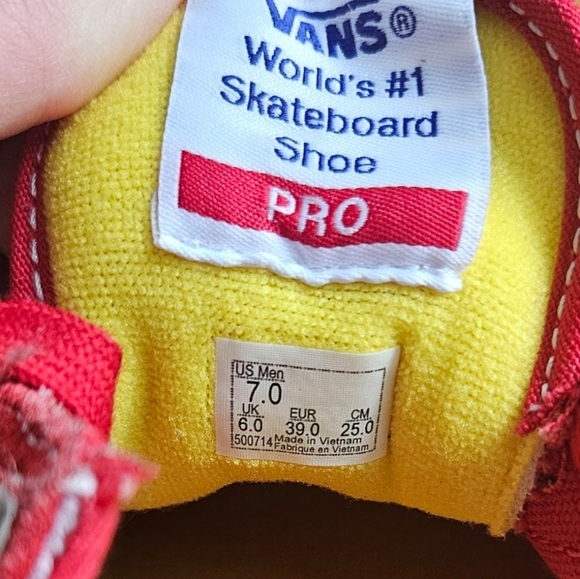 VANS®
World's #1
Skateboard
Shoe
PRO
US Men
7.0
UK EUR CM
6.0 39.0 25.0
500714 Made in Vietnam
Fabrique en Vietnam